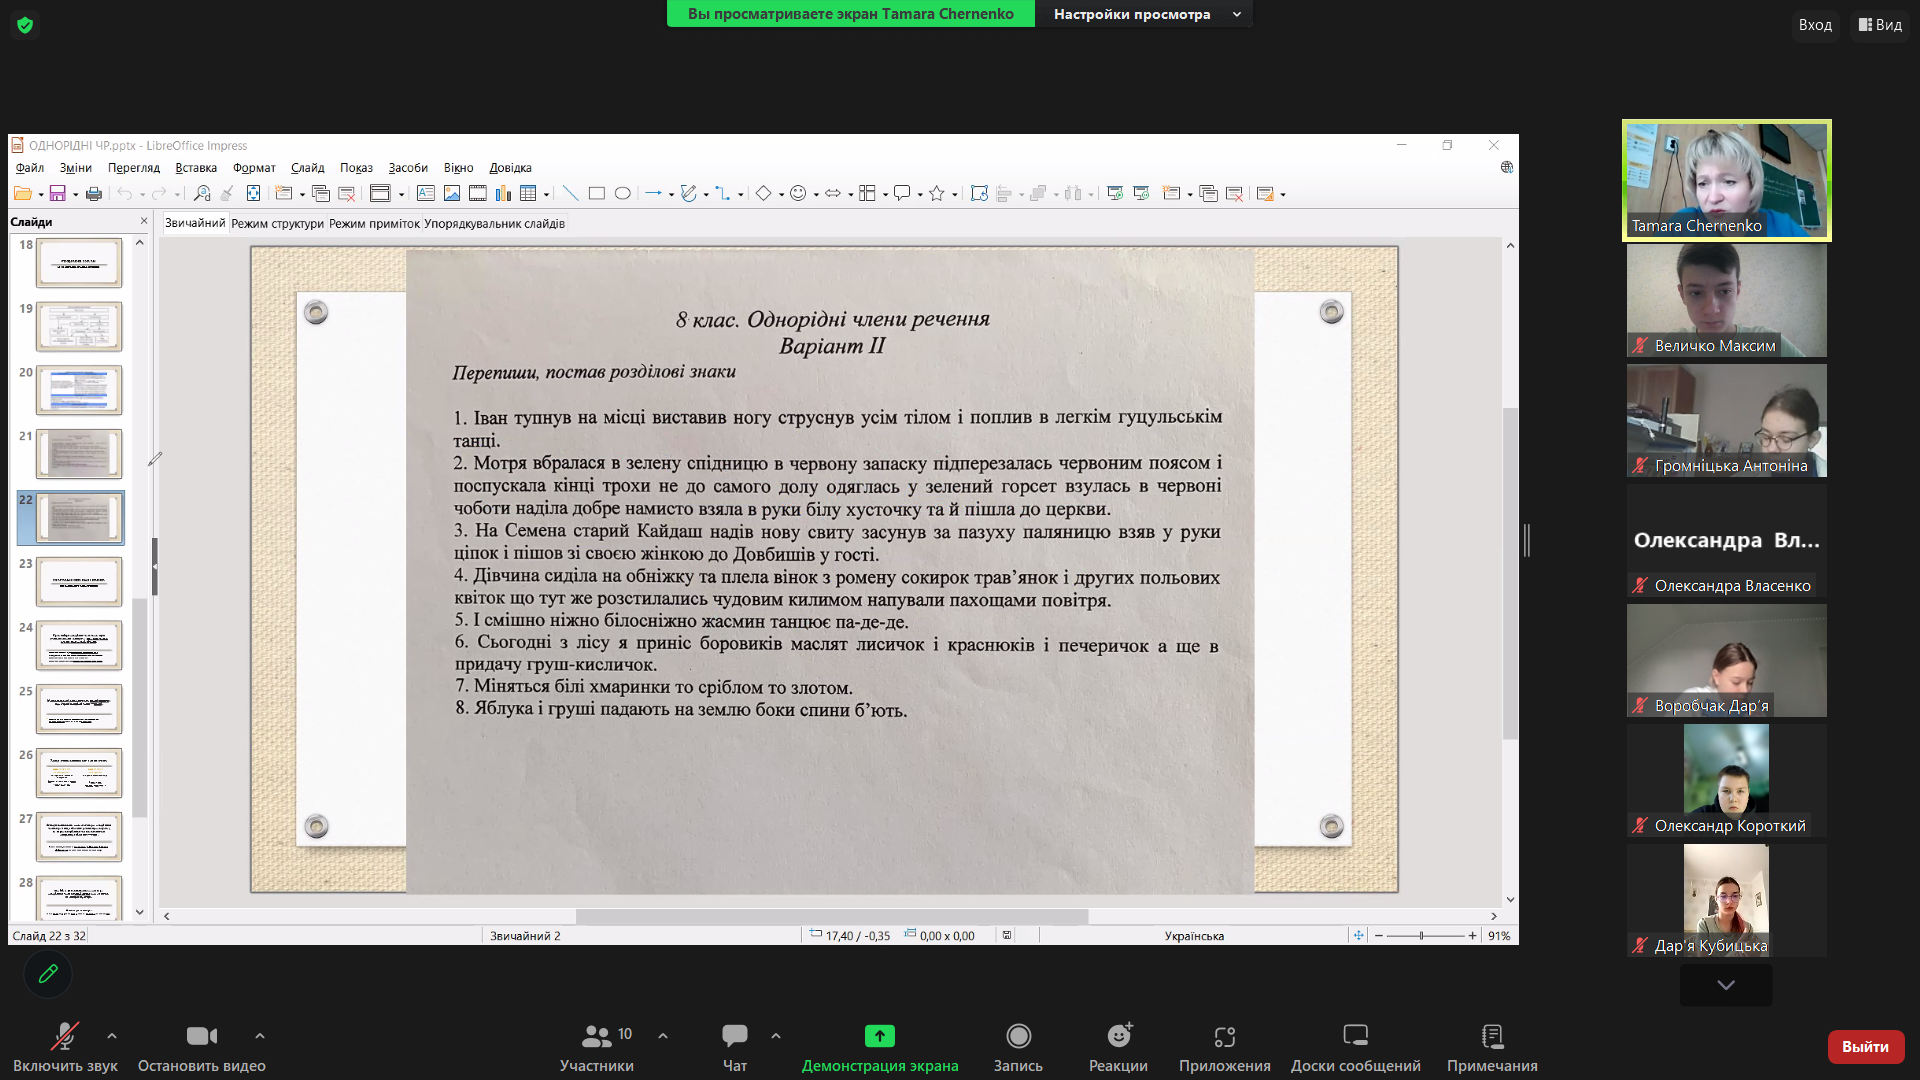 Вы просматриваете экран Tamara Chernenko
Настройки просмотра
Вход
Вид
ОДНОРІДНІ ЧР.pptx - LibreOffice Impress
Файл Зміни Перегляд Вставка Формат Слайд Показ Засоби Вікно Довідка
Слайди
Звичайний Режим структури Режим приміток Упорядкувальник слайдів
18
19
20
21
22
23
24
25
26
27
28
8 клас. Однорідні члени речення
Варіант ІІ
Перепиши, постав розділові знаки
1. Іван тупнув на місці виставив ногу струснув усім тілом і поплив в легкім гуцульськім
танці.
2. Мотря вбралася в зелену спідницю в червону запаску підперезалась червоним поясом і
поспускала кінці трохи не до самого долу одяглась у зелений горсет взулась в червоні
чоботи наділа добре намисто взяла в руки білу хусточку та й пішла до церкви.
3. На Семена старий Кайдаш надів нову свиту засунув за пазуху паляницю взяв у руки
ціпок і пішов зі своєю жінкою до Довбишів у гості.
4. Дівчина сиділа на обніжку та плела вінок з ромену сокирок трав’янок і других польових
квіток що тут же розстилались чудовим килимом напували пахощами повітря.
5. І смішно ніжно білосніжно жасмин танцює па-де-де.
6. Сьогодні з лісу я приніс боровиків маслят лисичок і краснюків і печеричок а ще в
придачу груш-кисличок.
7. Міняться білі хмаринки то сріблом то злотом.
8. Яблука і груші падають на землю боки спини б’ють.
Слайд 22 з 32
Звичайний 2
17,40 / -0,35
0,00 x 0,00
Українська
91%
Tamara Chernenko
Величко Максим
Громніцька Антоніна
Олександра Вл...
Олександра Власенко
Воробчак Дар’я
Олександр Короткий
Дар'я Кубицька
Включить звук
Остановить видео
Участники
10
Чат
Демонстрация экрана
Запись
Реакции
Приложения
Доски сообщений
Примечания
Выйти